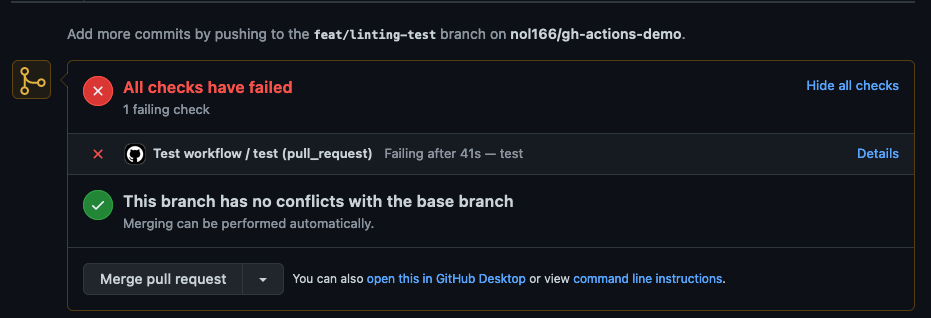 Add more commits by pushing to the feat/linting-test branch on nol166/gh-actions-demo.
All checks have failed
Hide all checks
1 failing check
Test workflow / test (pull_request) Failing after 41s — test
Details
This branch has no conflicts with the base branch
Merging can be performed automatically.
Merge pull request
You can also open this in GitHub Desktop or view command line instructions.